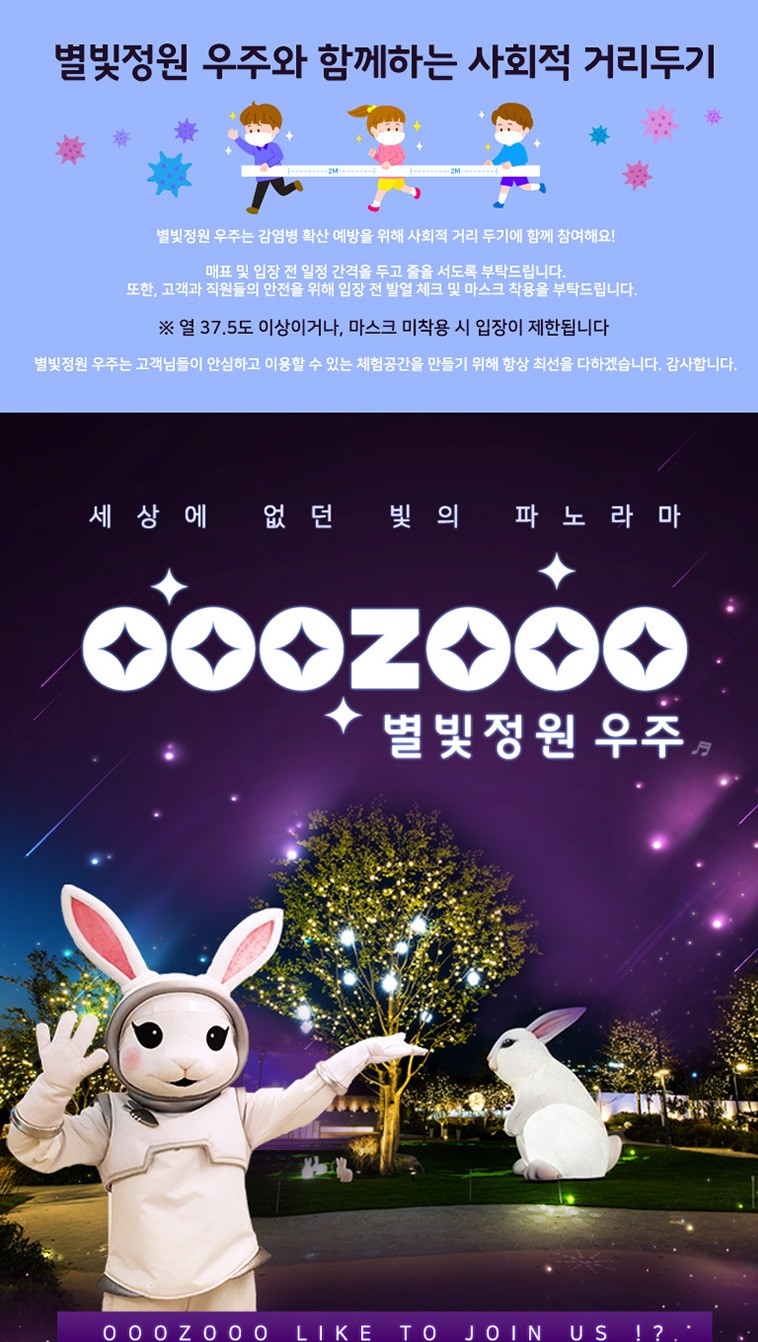 별빛정원 우주와 함께하는 사회적 거리두기
2M 2M
별빛정원 우주는 감염병 확산 예방을 위해 사회적 거리 두기에 함께 참여해요!
매표 및 입장 전 일정 간격을 두고 줄을 서도록 부탁드립니다.
또한, 고객과 직원들의 안전을 위해 입장 전 발열 체크 및 마스크 착용을 부탁드립니다.
※ 열 37.5도 이상이거나, 마스크 미착용 시 입장이 제한됩니다
별빛정원 우주는 고객님들이 안심하고 이용할 수 있는 체험공간을 만들기 위해 항상 최선을 다하겠습니다. 감사합니다.
세상에 없던 빛의 파노라마
OOOZOOO
별빛정원 우주
OOOZOOO LIKE TO JOIN US !?